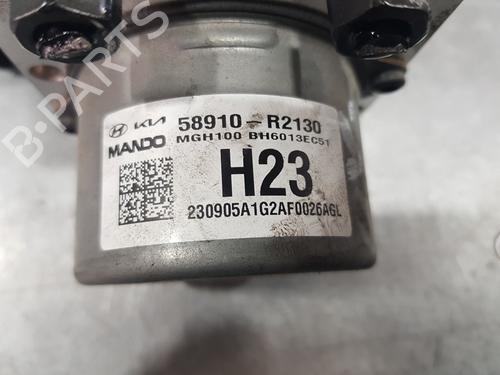 KIA 58910-R2130
MANDO MGH100 BH6013EC51
H23
230905A1G2AF0026AGL
B-PARTS